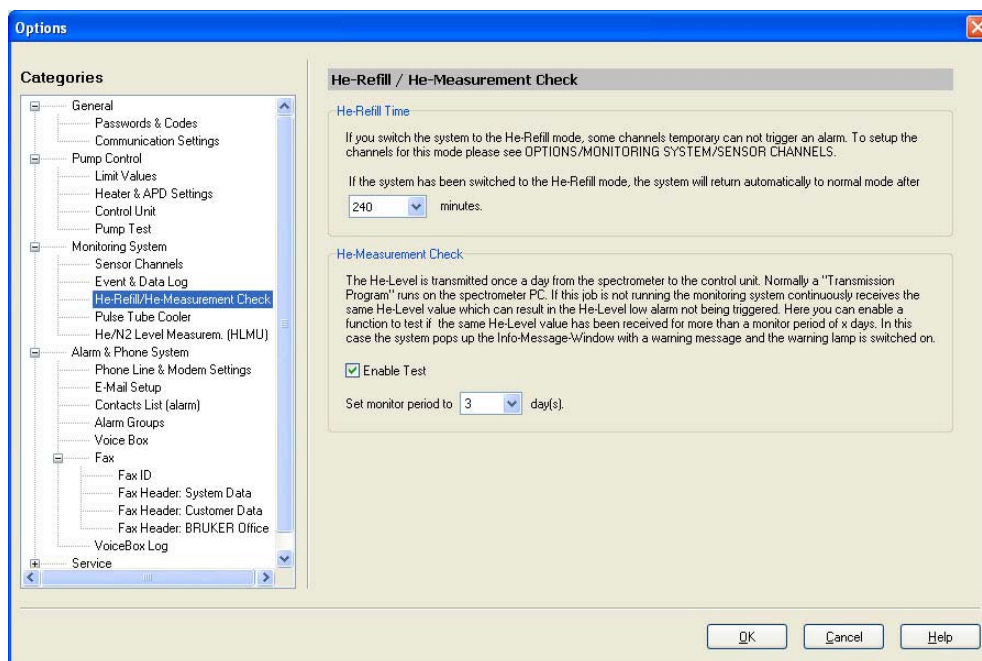 Options
Categories
General
Passwords & Codes
Communication Settings
Pump Control
Limit Values
Heater & APD Settings
Control Unit
Pump Test
Monitoring System
Sensor Channels
Event & Data Log
He-Refill/He-Measurement Check
Pulse Tube Cooler
He/N2 Level Measurem. (HLMU)
Alarm & Phone System
Phone Line & Modem Settings
E-Mail Setup
Contacts List (alarm)
Alarm Groups
Voice Box
Fax
Fax ID
Fax Header: System Data
Fax Header: Customer Data
Fax Header: BRUKER Office
VoiceBox Log
Service
He-Refill / He-Measurement Check
He-Refill Time
If you switch the system to the He-Refill mode, some channels temporary can not trigger an alarm. To setup the
channels for this mode please see OPTIONS/MONITORING SYSTEM/SENSOR CHANNELS.
If the system has been switched to the He-Refill mode, the system will return automatically to normal mode after
240 minutes.
He-Measurement Check
The He-Level is transmitted once a day from the spectrometer to the control unit. Normally a "Transmission
Program" runs on the spectrometer PC. If this job is not running the monitoring system continuously receives the
same He-Level value which can result in the He-Level low alarm not being triggered. Here you can enable a
function to test if the same He-Level value has been received for more than a monitor period of x days. In this
case the system pops up the Info-Message-Window with a warning message and the warning lamp is switched on.
Enable Test
Set monitor period to 3 day(s).
OK Cancel Help